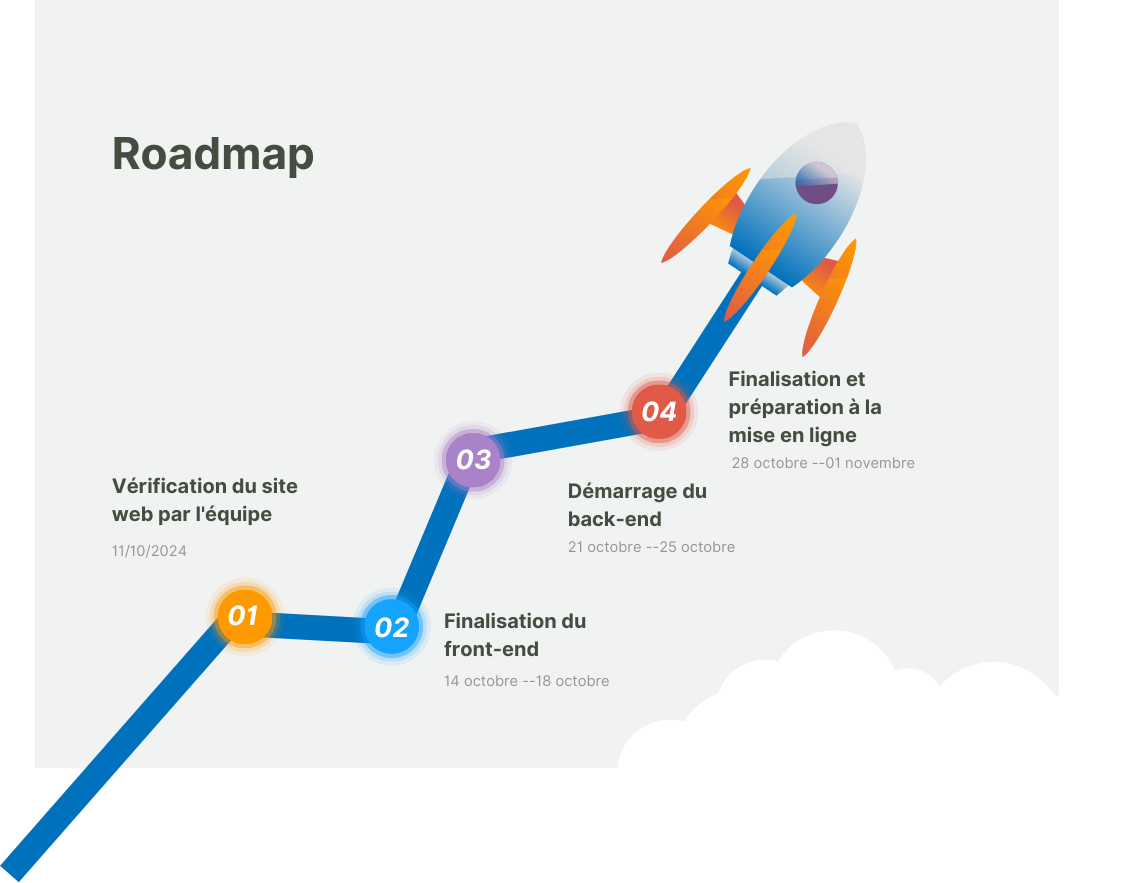 Roadmap
01
Vérification du site
web par l'équipe
11/10/2024
02
Finalisation du
front-end
14 octobre --18 octobre
03
Démarrage du
back-end
21 octobre --25 octobre
04
Finalisation et
préparation à la
mise en ligne
28 octobre --01 novembre